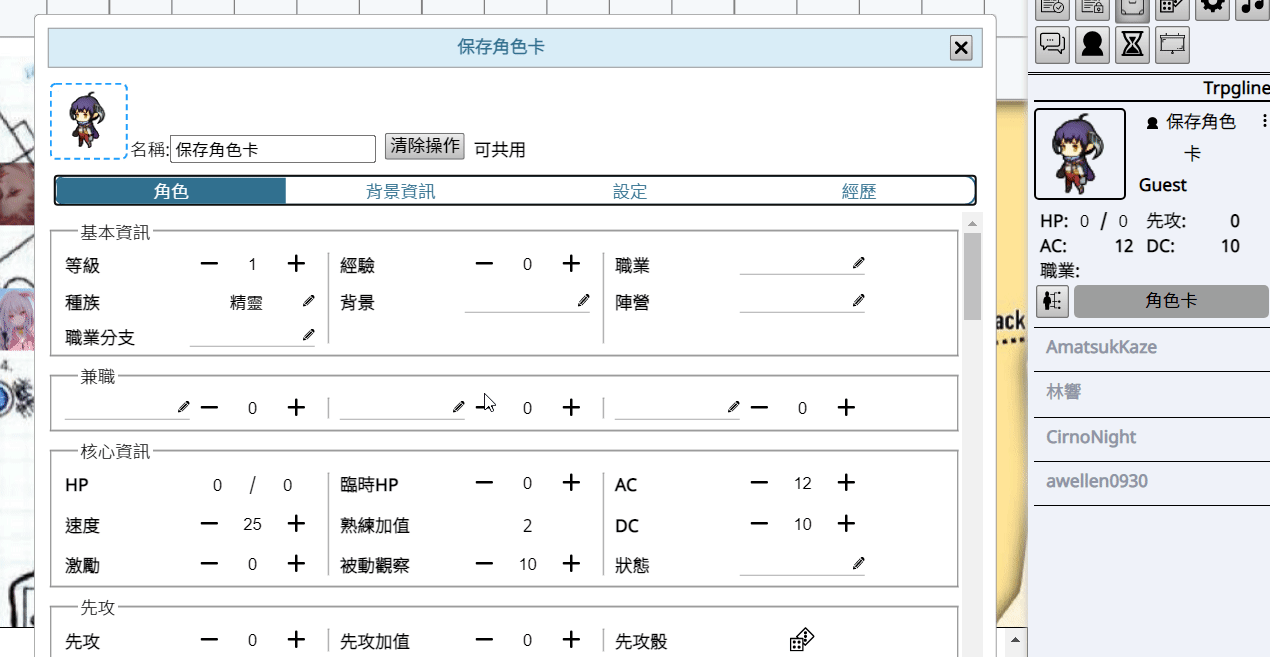 保存角色卡
名稱: 保存角色卡 清除操作 可共用
角色 背景資訊 設定 經歷
基本資訊
等級 1 經驗 0 職業
種族 精靈 背景 陣營
職業分支
兼職
0 0 0
核心資訊
HP 0 / 0 臨時HP 0 AC 12
速度 25 熟練加值 2 DC 10
激勵 0 被動觀察 10 狀態
先攻
先攻 0 先攻加值 0 先攻骰
4.
ack
Trpgline
保存角色
卡
Guest
HP: 0 / 0 先攻: 0
AC: 12 DC: 10
職業:
角色卡
AmatsukKaze
林響
CirnoNight
awellen0930